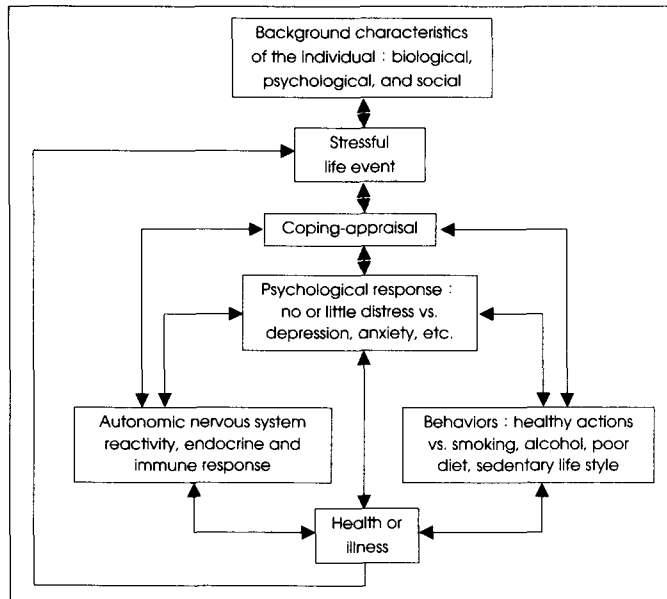 Background characteristics
of the individual : biological,
psychological, and social
Stressful
life event
Coping-appraisal
Psychological response :
no or little distress vs.
depression, anxiety, etc.
Autonomic nervous system
reactivity, endocrine and
immune response
Behaviors : healthy actions
vs. smoking, alcohol, poor
diet, sedentary life style
Health or
illness